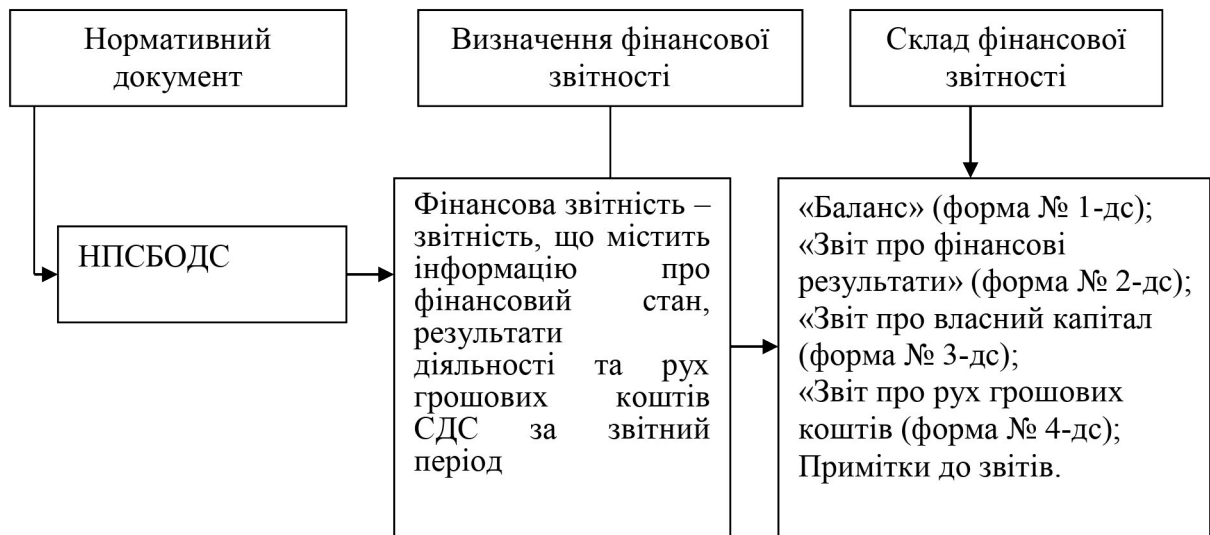 Нормативний
документ
Визначення фінансової
звітності
Склад фінансової
звітності
НПСБОДС
Фінансова звітність –
звітність, що містить
інформацію про
фінансовий стан,
результати
діяльності та рух
грошових коштів
СДС за звітний
період
«Баланс» (форма № 1-дс);
«Звіт про фінансові
результати» (форма № 2-дс);
«Звіт про власний капітал
(форма № 3-дс);
«Звіт про рух грошових
коштів (форма № 4-дс);
Примітки до звітів.